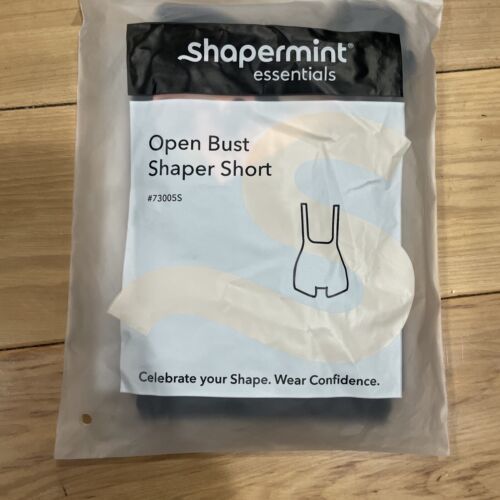 Shapermint®
essentials
Open Bust
Shaper Short
#73005S
Celebrate your Shape. Wear Confidence.